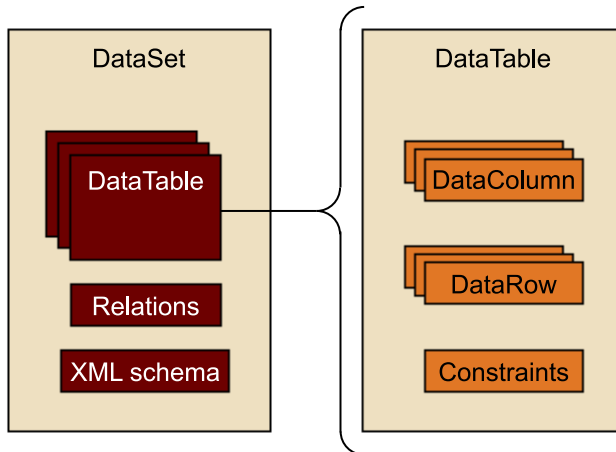 DataSet
DataTable
Relations
XML schema
DataTable
DataColumn
DataRow
Constraints